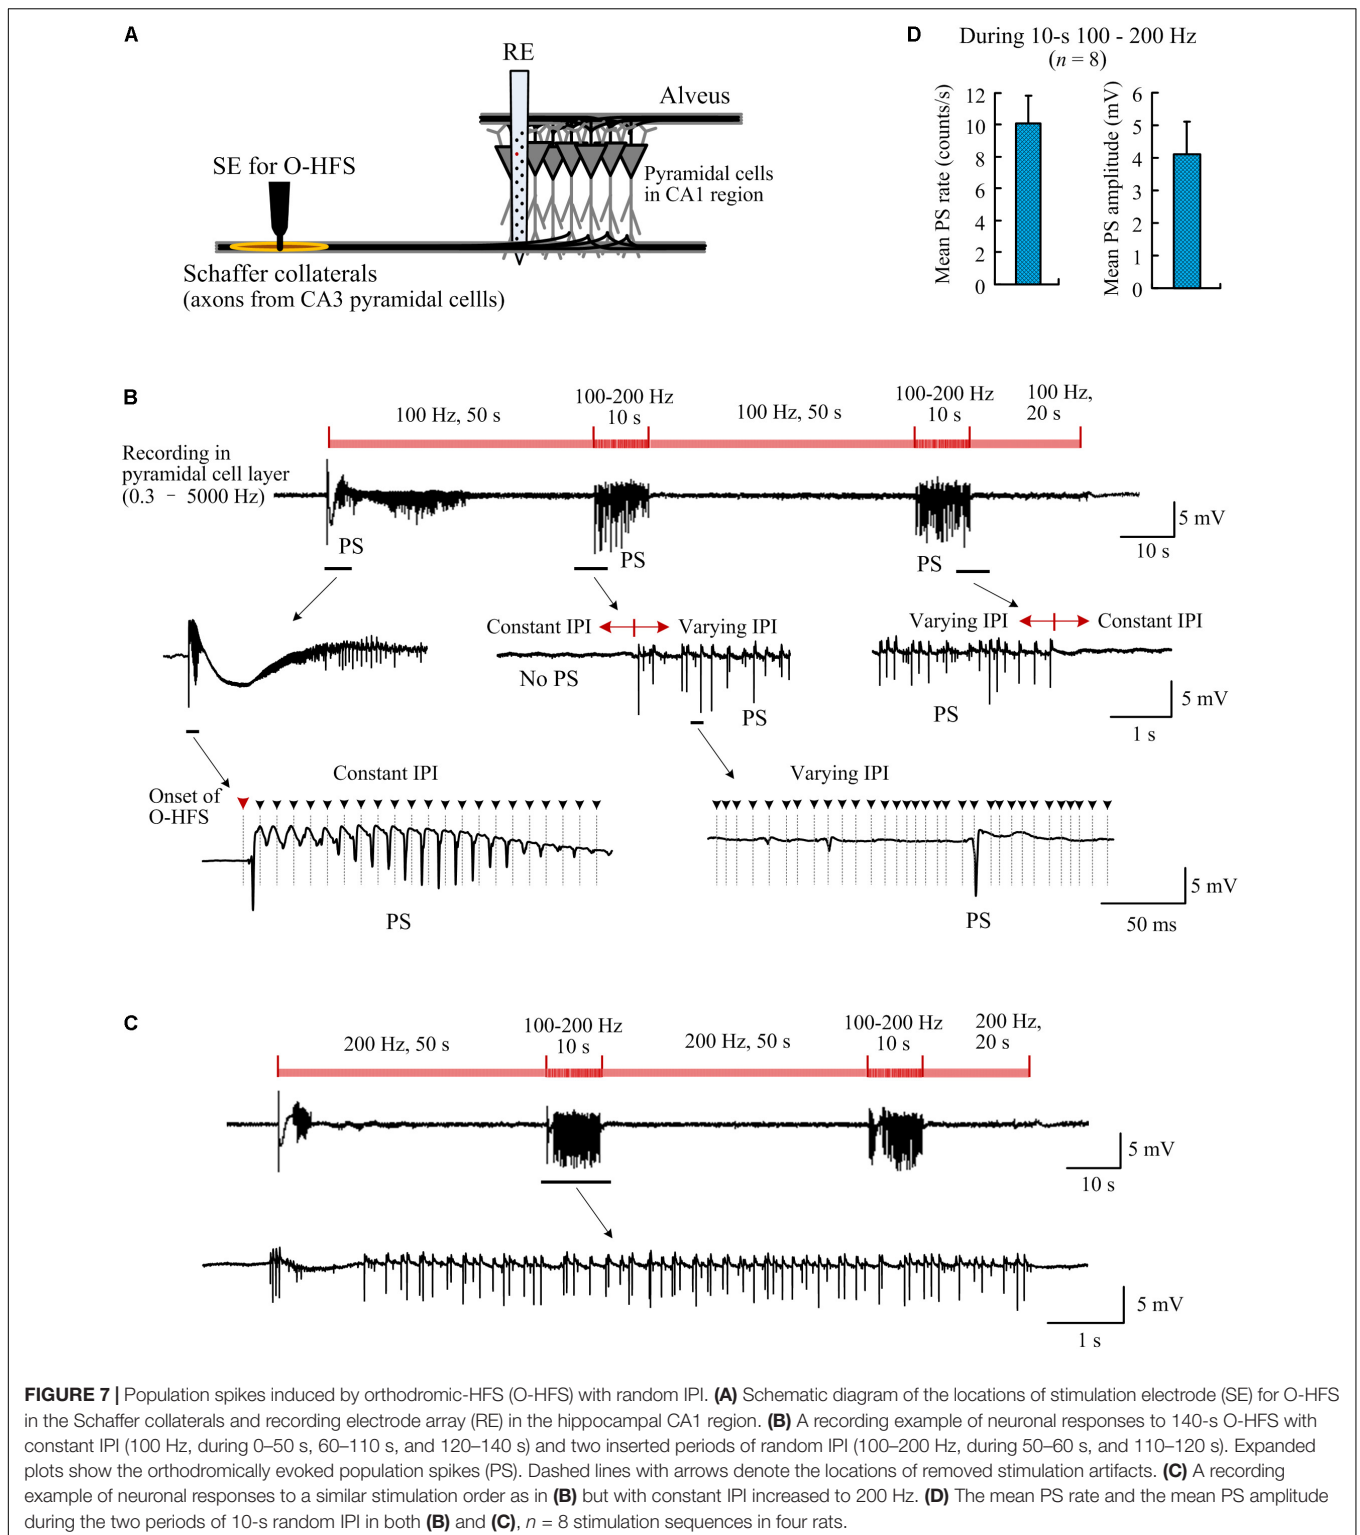 A
RE
Alveus
SE for O-HFS
Pyramidal cells
in CA1 region
Schaffer collaterals
(axons from CA3 pyramidal cellls)
D
During 10-s 100 - 200 Hz
(n = 8)
Mean PS rate (counts/s)
12
10
8
6
4
2
0
Mean PS amplitude (mV)
6
5
4
3
2
1
0
B
100 Hz, 50 s
100-200 Hz
10 s
100 Hz, 50 s
100-200 Hz
10 s
100 Hz,
20 s
Recording in
pyramidal cell layer
(0.3 – 5000 Hz)
PS
PS
PS
5 mV
10 s
Constant IPI
Varying IPI
No PS
PS
Varying IPI
Constant IPI
PS
5 mV
1 s
Onset of
O-HFS
Constant IPI
PS
Varying IPI
PS
5 mV
50 ms
C
200 Hz, 50 s
100-200 Hz
10 s
200 Hz, 50 s
100-200 Hz
10 s
200 Hz,
20 s
5 mV
10 s
5 mV
1 s
FIGURE 7 | Population spikes induced by orthodromic-HFS (O-HFS) with random IPI. (A) Schematic diagram of the locations of stimulation electrode (SE) for O-HFS
in the Schaffer collaterals and recording electrode array (RE) in the hippocampal CA1 region. (B) A recording example of neuronal responses to 140-s O-HFS with
constant IPI (100 Hz, during 0–50 s, 60–110 s, and 120–140 s) and two inserted periods of random IPI (100–200 Hz, during 50–60 s, and 110–120 s). Expanded
plots show the orthodromically evoked population spikes (PS). Dashed lines with arrows denote the locations of removed stimulation artifacts. (C) A recording
example of neuronal responses to a similar stimulation order as in (B) but with constant IPI increased to 200 Hz. (D) The mean PS rate and the mean PS amplitude
during the two periods of 10-s random IPI in both (B) and (C), n = 8 stimulation sequences in four rats.